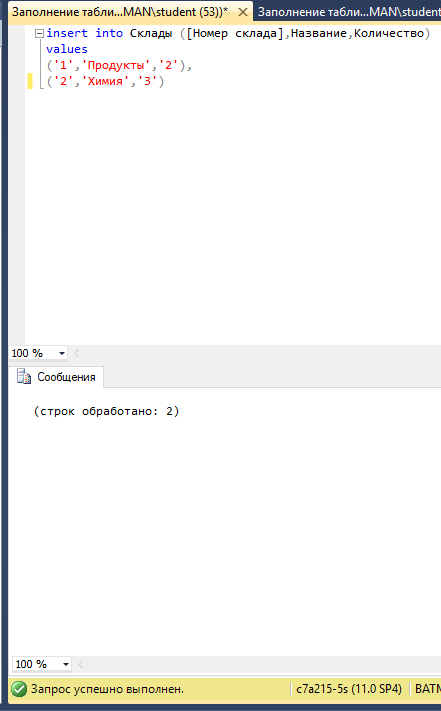 Заполнение табли...MAN\student (53))* Заполнение табли...MAN\student
insert into Склады ([Номер склада],Название,Количество)
values
('1','Продукты','2'),
('2','Химия','3')
100 %
Сообщения
(строк обработано: 2)
100 %
Запрос успешно выполнен. c7a215-5s (11.0 SP4) BATM